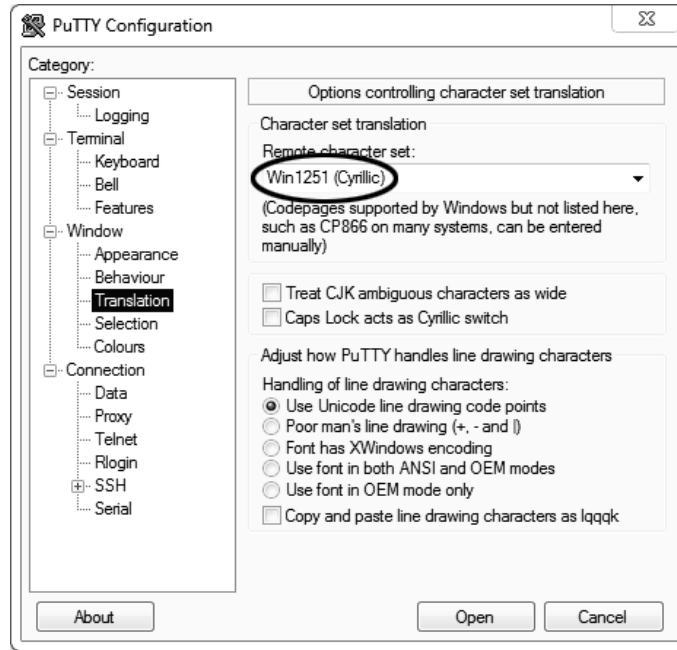 PuTTY Configuration
Category:
Session
Logging
Terminal
Keyboard
Bell
Features
Window
Appearance
Behaviour
Translation
Selection
Colours
Connection
Data
Proxy
Telnet
Rlogin
SSH
Serial
Options controlling character set translation
Character set translation
Remote character set:
Win1251 (Cyrillic)
(Codepages supported by Windows but not listed here,
such as CP866 on many systems, can be entered
manually)
Treat CJK ambiguous characters as wide
Caps Lock acts as Cyrillic switch
Adjust how PuTTY handles line drawing characters
Handling of line drawing characters:
Use Unicode line drawing code points
Poor man's line drawing (+, - and |)
Font has XWindows encoding
Use font in both ANSI and OEM modes
Use font in OEM mode only
Copy and paste line drawing characters as lqqqk
About
Open
Cancel